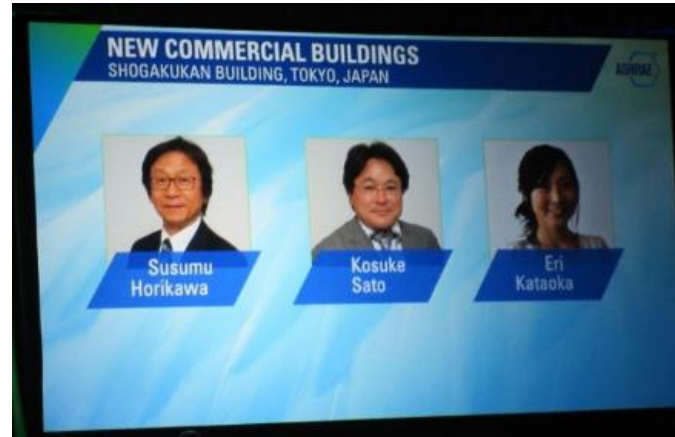 NEW COMMERCIAL BUILDINGS
SHOGAKUKAN BUILDING, TOKYO, JAPAN
ASHRAE
Susumu
Horikawa
Kosuke
Sato
Eri
Kataoka